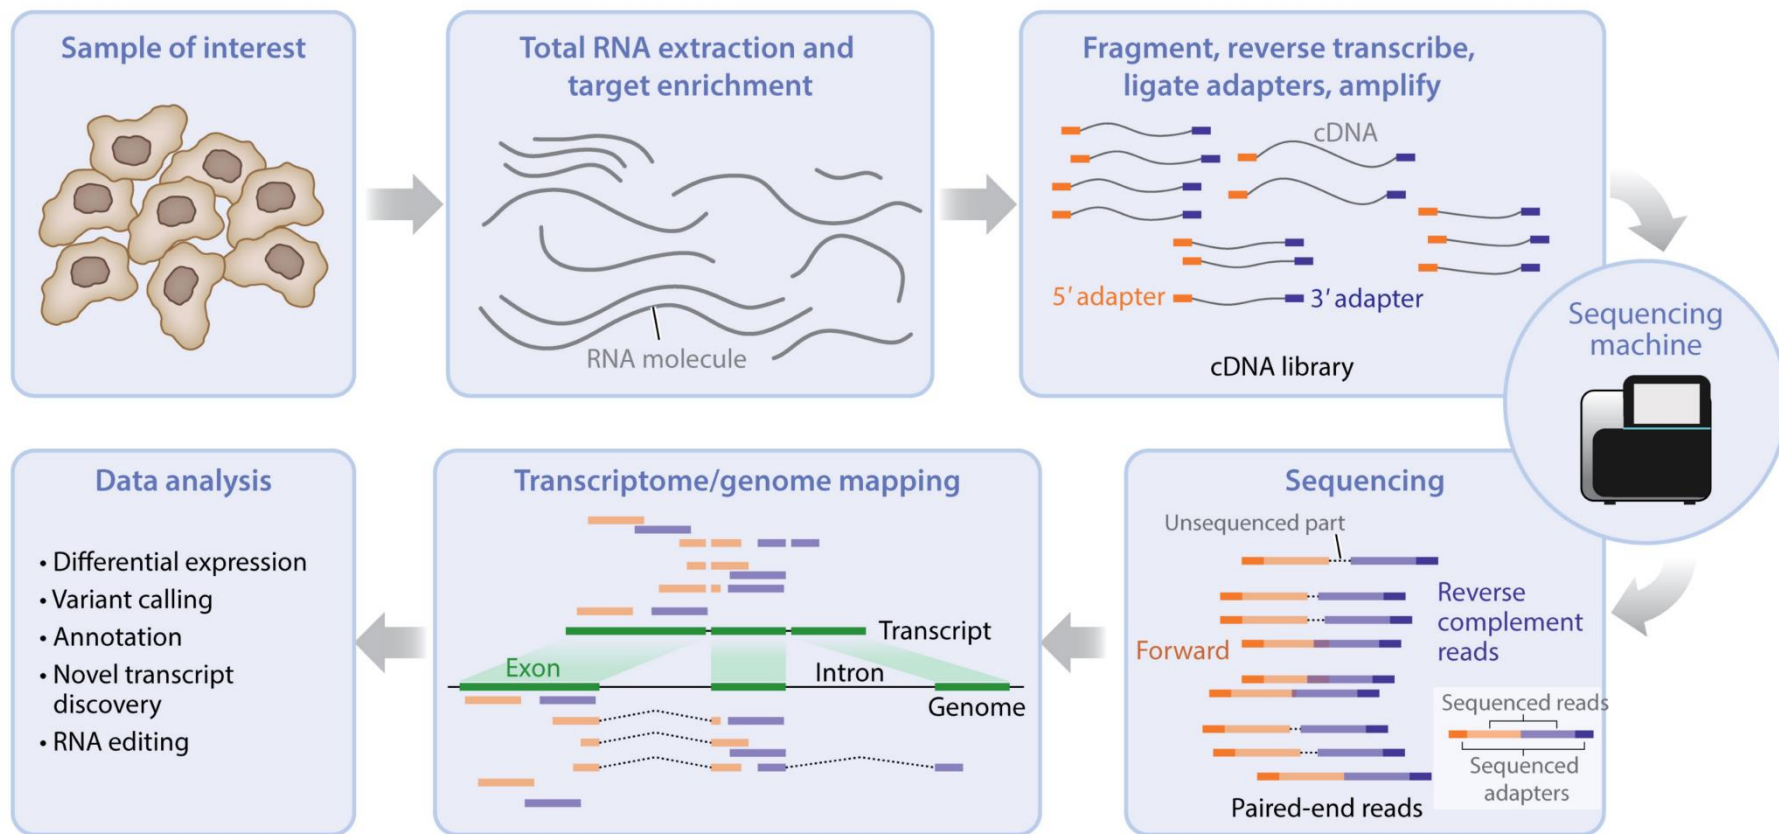 Sample of interest
Total RNA extraction and
target enrichment
RNA molecule
Fragment, reverse transcribe,
ligate adapters, amplify
cDNA
5′ adapter
3′ adapter
cDNA library
Sequencing
machine
Sequencing
Unsequenced part
Reverse
complement
reads
Forward
Sequenced reads
Sequenced
adapters
Paired-end reads
Transcriptome/genome mapping
Transcript
Exon
Intron
Genome
Data analysis
• Differential expression
• Variant calling
• Annotation
• Novel transcript
discovery
• RNA editing